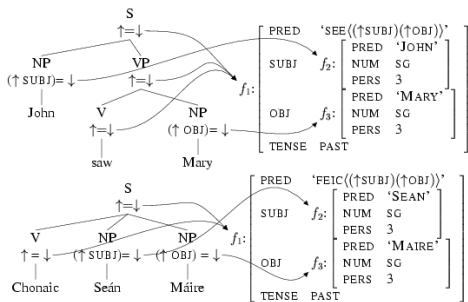 S
↑=↓
NP VP
(↑ SUBJ)= ↓ ↑=↓
John
V NP
↑=↓ (↑ OBJ)= ↓
saw Mary
f1:
PRED ‘SEE⟨(↑SUBJ)(↑OBJ)⟩’
SUBJ f2:
PRED ‘JOHN’
NUM SG
PERS 3
OBJ f3:
PRED ‘MARY’
NUM SG
PERS 3
TENSE PAST
S
↑=↓
V NP NP
↑ = ↓ (↑ SUBJ)= ↓ (↑ OBJ) = ↓
Chonaic Seán Máire
f1:
PRED ‘FEIC⟨(↑SUBJ)(↑OBJ)⟩’
SUBJ f2:
PRED ‘SEAN’
NUM SG
PERS 3
OBJ f3:
PRED ‘MAIRE’
NUM SG
PERS 3
TENSE PAST